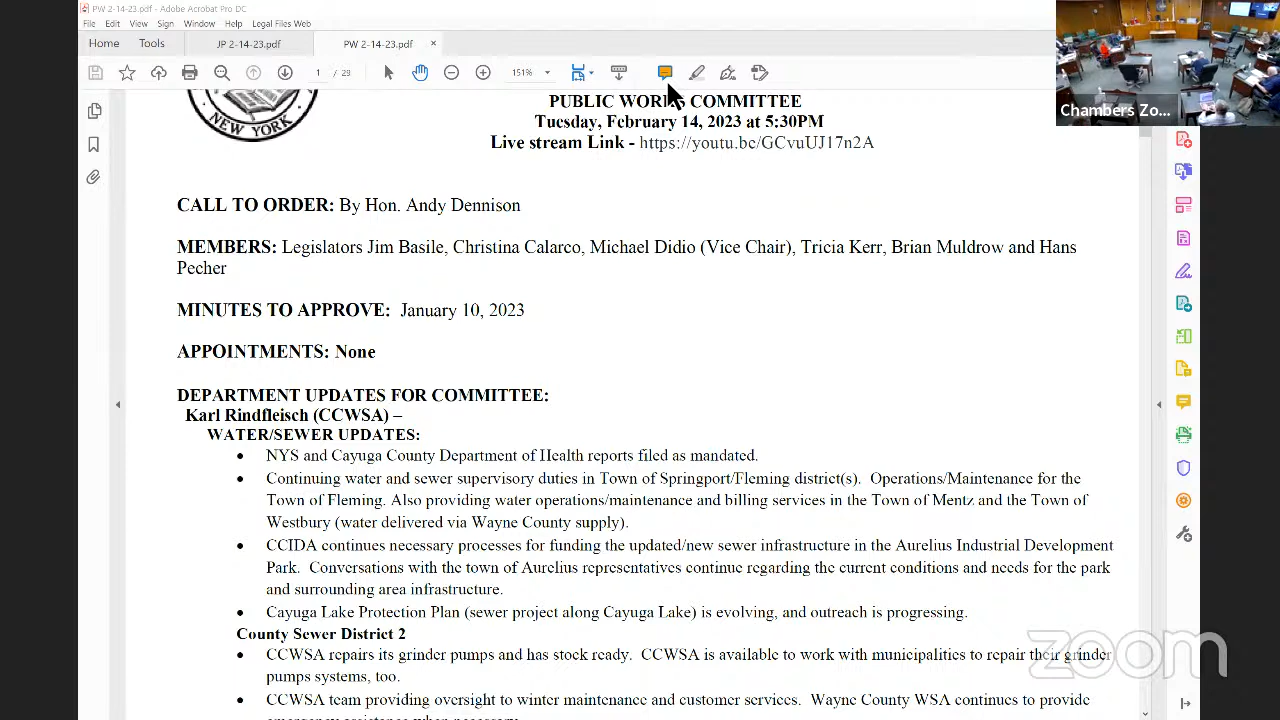 PW 2-14-23.pdf - Adobe Acrobat Pro DC
File Edit View Sign Window Help Legal Files Web
Home Tools JP 2-14-23.pdf PW 2-14-23.pdf ×
1 / 29 151%
Chambers Zo...
NEW YORK
PUBLIC WORKS COMMITTEE
Tuesday, February 14, 2023 at 5:30PM
Live stream Link - https://youtu.be/GCvuUJ17n2A
CALL TO ORDER: By Hon. Andy Dennison
MEMBERS: Legislators Jim Basile, Christina Calarco, Michael Didio (Vice Chair), Tricia Kerr, Brian Muldrow and Hans
Pecher
MINUTES TO APPROVE: January 10, 2023
APPOINTMENTS: None
DEPARTMENT UPDATES FOR COMMITTEE:
Karl Rindfleisch (CCWSA) –
WATER/SEWER UPDATES:
• NYS and Cayuga County Department of Health reports filed as mandated.
• Continuing water and sewer supervisory duties in Town of Springport/Fleming district(s). Operations/Maintenance for the
Town of Fleming. Also providing water operations/maintenance and billing services in the Town of Mentz and the Town of
Westbury (water delivered via Wayne County supply).
• CCIDA continues necessary processes for funding the updated/new sewer infrastructure in the Aurelius Industrial Development
Park. Conversations with the town of Aurelius representatives continue regarding the current conditions and needs for the park
and surrounding area infrastructure.
• Cayuga Lake Protection Plan (sewer project along Cayuga Lake) is evolving, and outreach is progressing.
County Sewer District 2
• CCWSA repairs its grinder pumps and has stock ready. CCWSA is available to work with municipalities to repair their grinder
pumps systems, too.
• CCWSA team providing oversight to winter maintenance and customer services. Wayne County WSA continues to provide
emergency assistance when necessary.
zoom